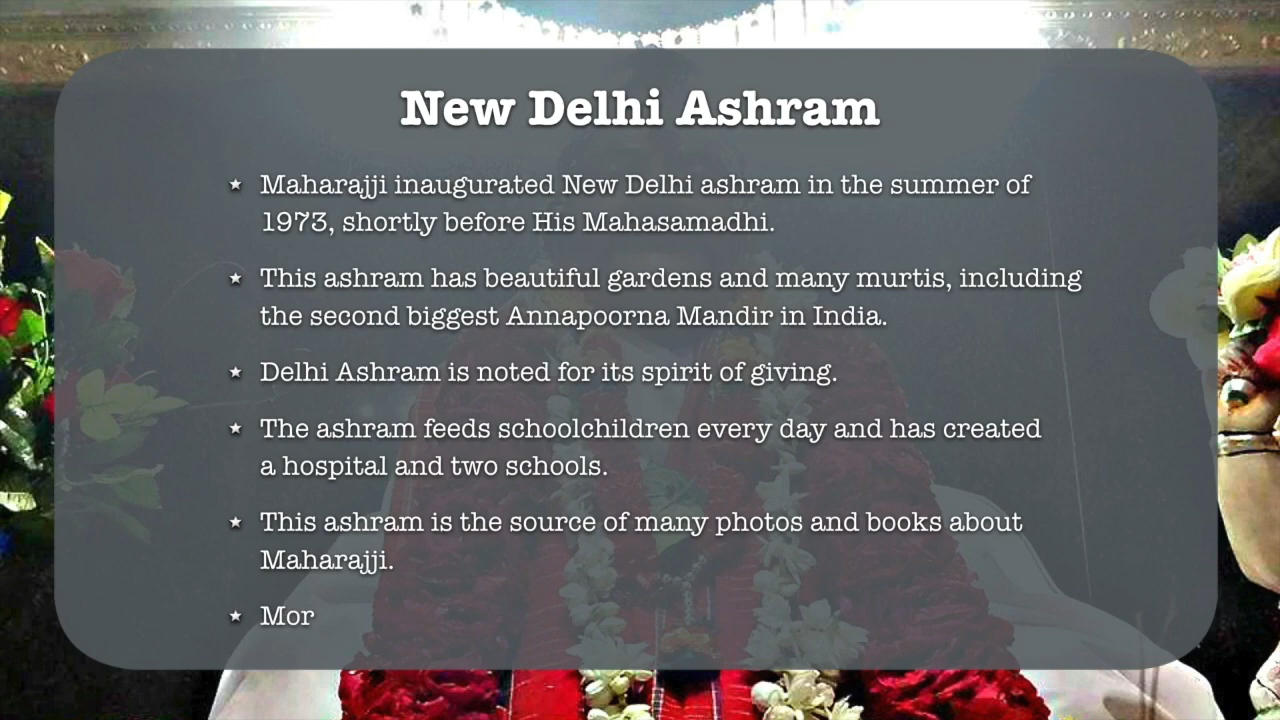 New Delhi Ashram
★ Maharajji inaugurated New Delhi ashram in the summer of
1973, shortly before His Mahasamadhi.
★ This ashram has beautiful gardens and many murtis, including
the second biggest Annapoorna Mandir in India.
★ Delhi Ashram is noted for its spirit of giving.
★ The ashram feeds schoolchildren every day and has created
a hospital and two schools.
★ This ashram is the source of many photos and books about
Maharajji.
★ Mor